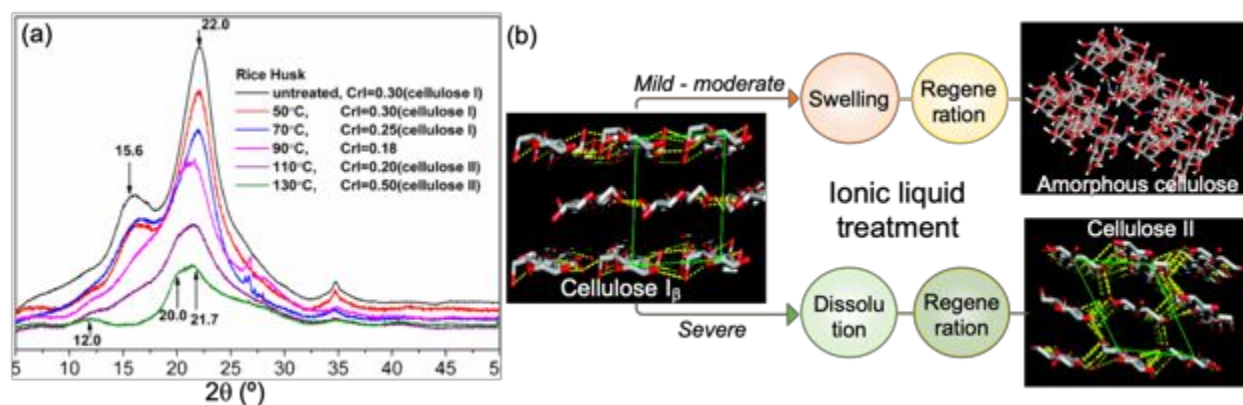 (a)
22.0
Rice Husk
untreated, CrI=0.30(cellulose I)
50°C, CrI=0.30(cellulose I)
70°C, CrI=0.25(cellulose I)
90°C, CrI=0.18
110°C, CrI=0.20(cellulose II)
130°C, CrI=0.50(cellulose II)
15.6
20.0
21.7
12.0
5 10 15 20 25 30 35 40 45 5
2θ (º)
(b)
Mild - moderate
Swelling
Regene
ration
Amorphous cellulose
Ionic liquid
treatment
Cellulose Iβ
Severe
Dissolu
tion
Regene
ration
Cellulose II